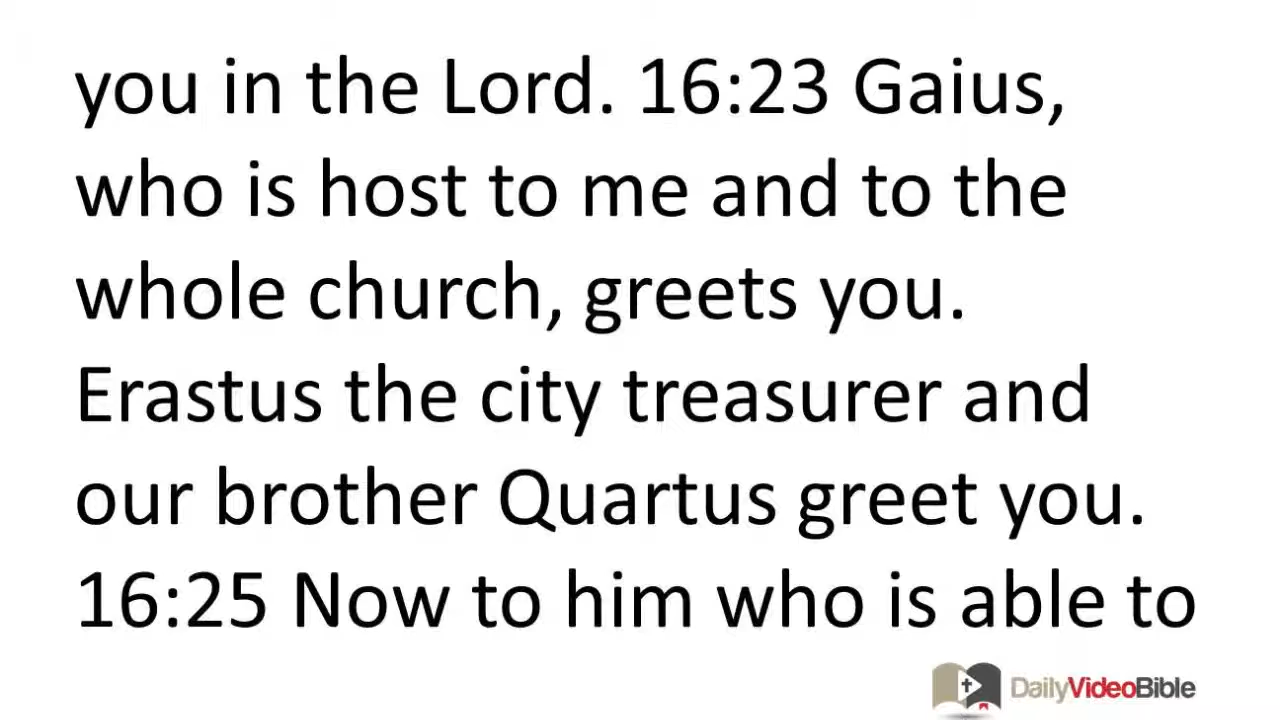 you in the Lord. 16:23 Gaius,
who is host to me and to the
whole church, greets you.
Erastus the city treasurer and
our brother Quartus greet you.
16:25 Now to him who is able to
DailyVideoBible